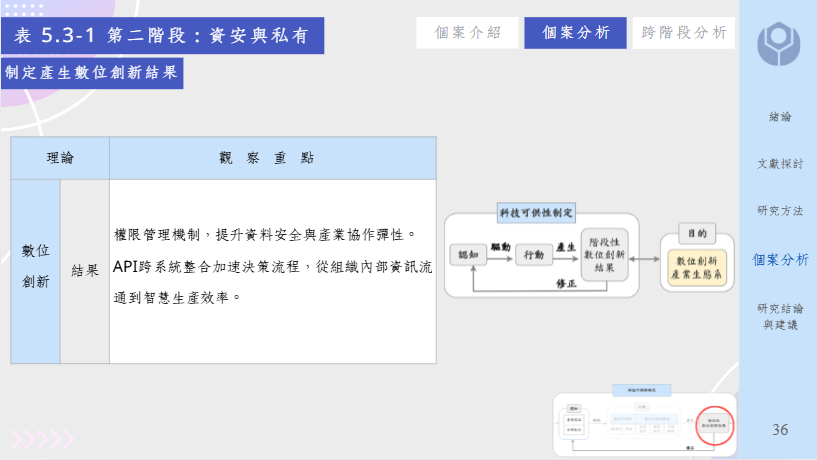 表 5.3-1 第二階段：資安與私有
個案介紹
個案分析
跨階段分析
制定產生數位創新結果
理論
觀 察 重 點
數位
創新
結果
權限管理機制，提升資料安全與產業協作彈性。
API跨系統整合加速決策流程，從組織內部資訊流
通到智慧生產效率。
科技可供性制定
認知
驅動
行動
產生
階段性
數位創新
結果
修正
目的
數位創新
產業生態系
緒論
文獻探討
研究方法
個案分析
研究結論
與建議
36